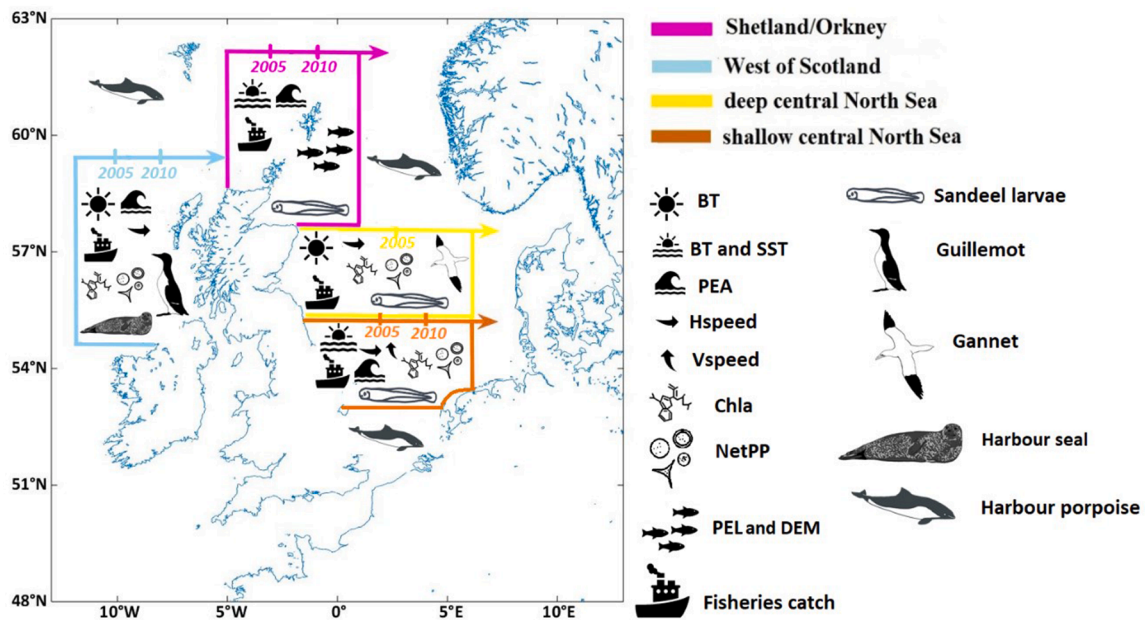 63°N
60°N
57°N
54°N
51°N
48°N
10°W
5°W
0°
5°E
10°E
2005
2010
2005 2010
2005
2005
2010
Shetland/Orkney
West of Scotland
deep central North Sea
shallow central North Sea
BT
BT and SST
PEA
Hspeed
Vspeed
Chla
NetPP
PEL and DEM
Fisheries catch
Sandeel larvae
Guillemot
Gannet
Harbour seal
Harbour porpoise